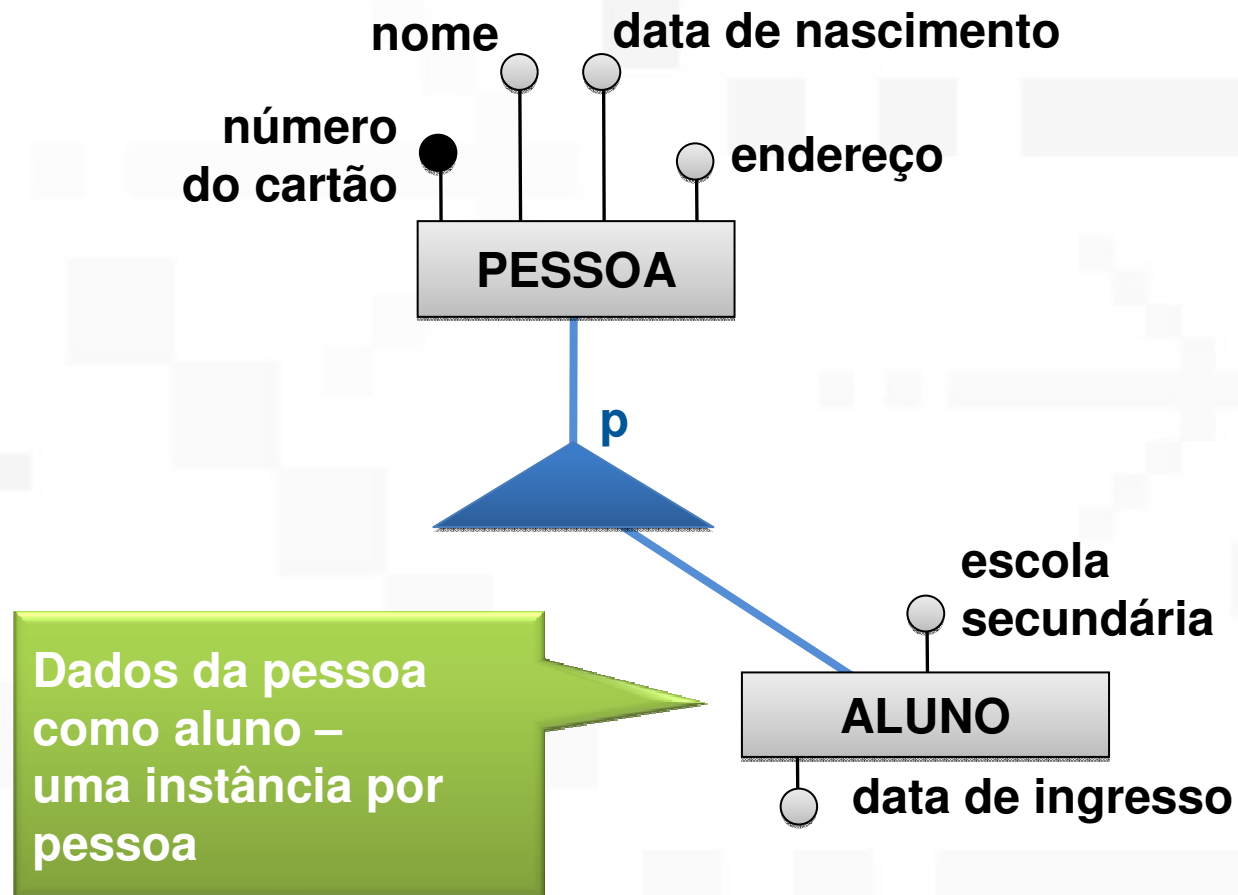 nome
data de nascimento
número
do cartão
endereço
PESSOA
p
escola
secundária
Dados da pessoa
como aluno –
uma instância por
pessoa
ALUNO
data de ingresso